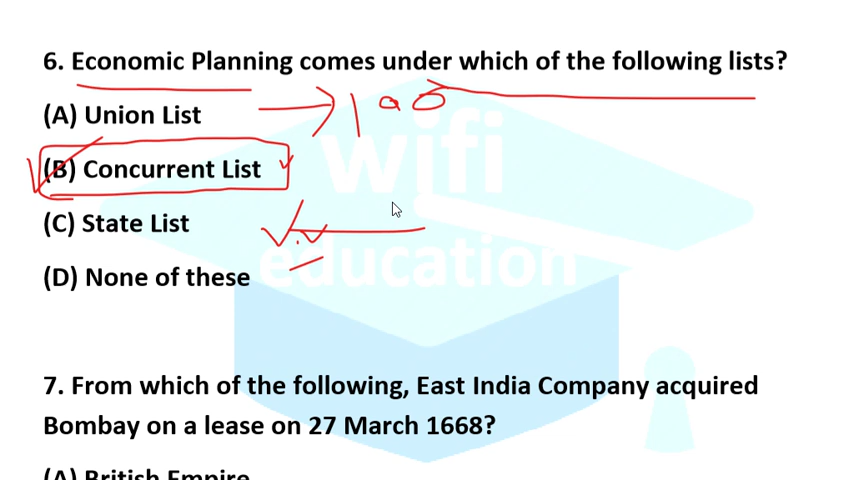 6. Economic Planning comes under which of the following lists?
(A) Union List
(B) Concurrent List
(C) State List
(D) None of these
wifi
education
7. From which of the following, East India Company acquired
Bombay on a lease on 27 March 1668?
(A) British Empire